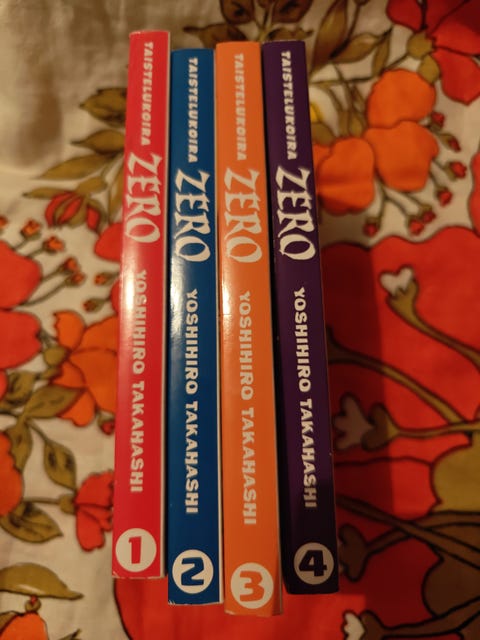 TAISTELUKOIRA ZERO YOSHIHIRO TAKAHASHI 1
TAISTELUKOIRA ZERO YOSHIHIRO TAKAHASHI 2
TAISTELUKOIRA ZERO YOSHIHIRO TAKAHASHI 3
TAISTELUKOIRA ZERO YOSHIHIRO TAKAHASHI 4